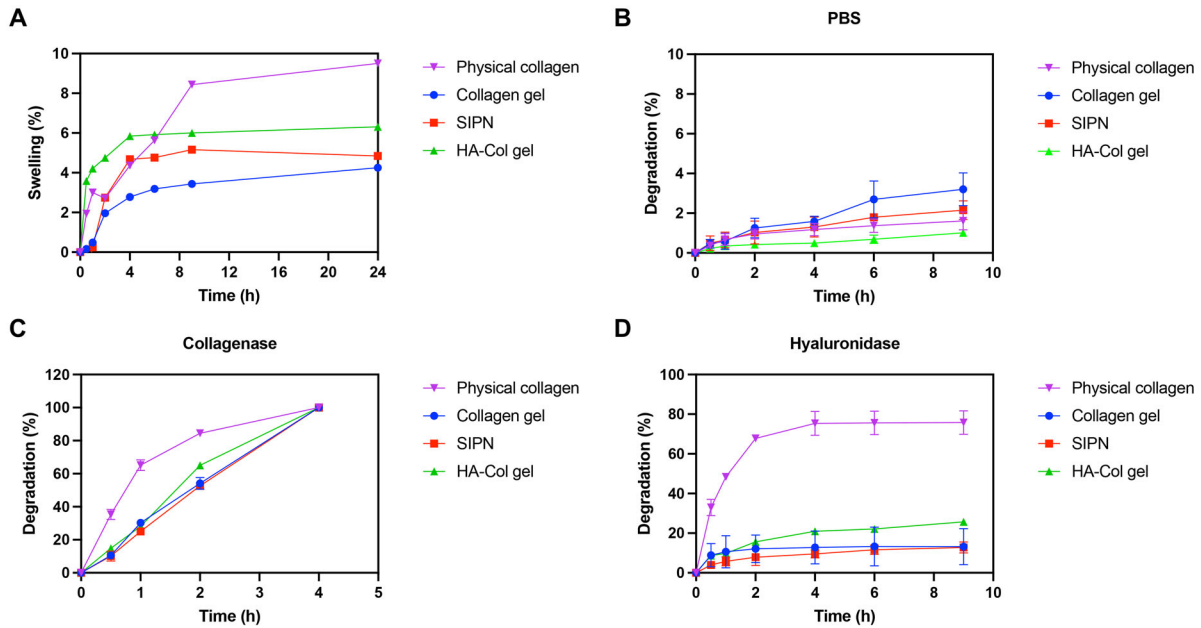 A
Swelling (%)
10
8
6
4
2
0
0 4 8 12 16 20 24
Time (h)
Physical collagen
Collagen gel
SIPN
HA-Col gel
B
PBS
Degradation (%)
10
8
6
4
2
0
0 2 4 6 8 10
Time (h)
Physical collagen
Collagen gel
SIPN
HA-Col gel
C
Collagenase
Degradation (%)
120
100
80
60
40
20
0
0 1 2 3 4 5
Time (h)
Physical collagen
Collagen gel
SIPN
HA-Col gel
D
Hyaluronidase
Degradation (%)
100
80
60
40
20
0
0 2 4 6 8 10
Time (h)
Physical collagen
Collagen gel
SIPN
HA-Col gel